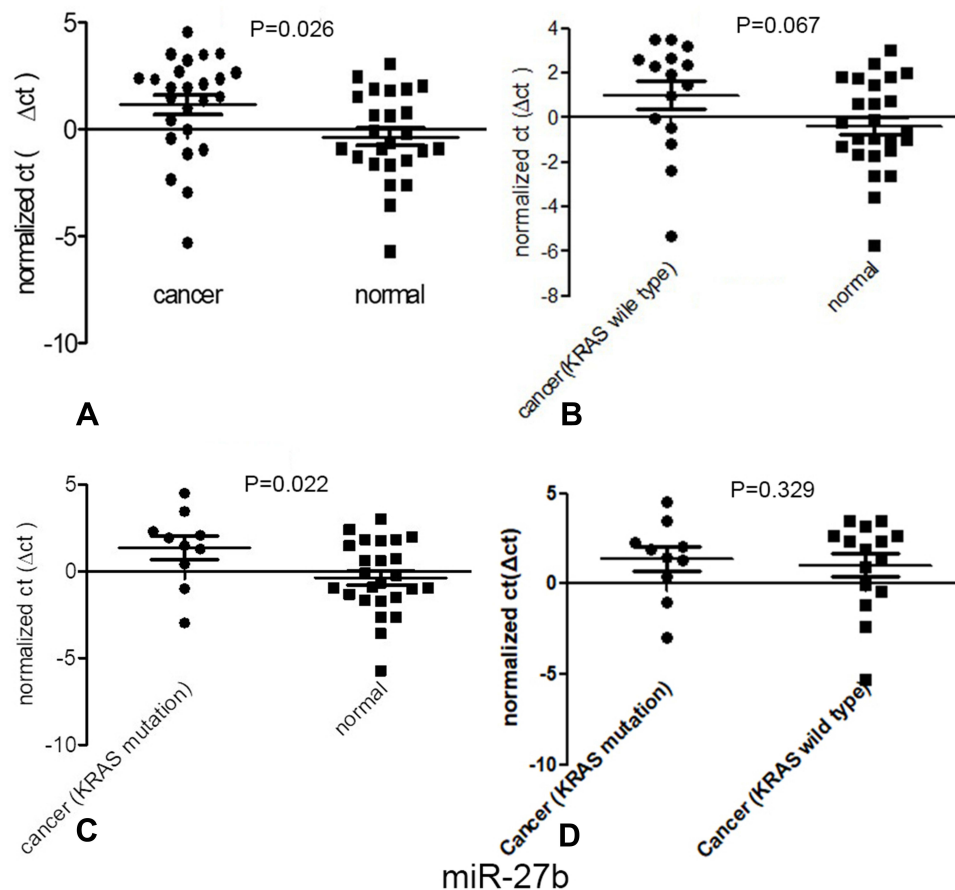 5
0
-5
-10
normalized ct ( Δct )
P=0.026
cancer
normal
A
4
2
0
-2
-4
-6
-8
normalized ct (Δct )
P=0.067
cancer(KRAS wile type)
normal
B
5
0
-5
-10
normalized ct (Δct )
P=0.022
cancer (KRAS mutation)
normal
C
5
0
-5
-10
normalized ct(Δct)
P=0.329
Cancer (KRAS mutation)
Cancer (KRAS wild type)
D
miR-27b